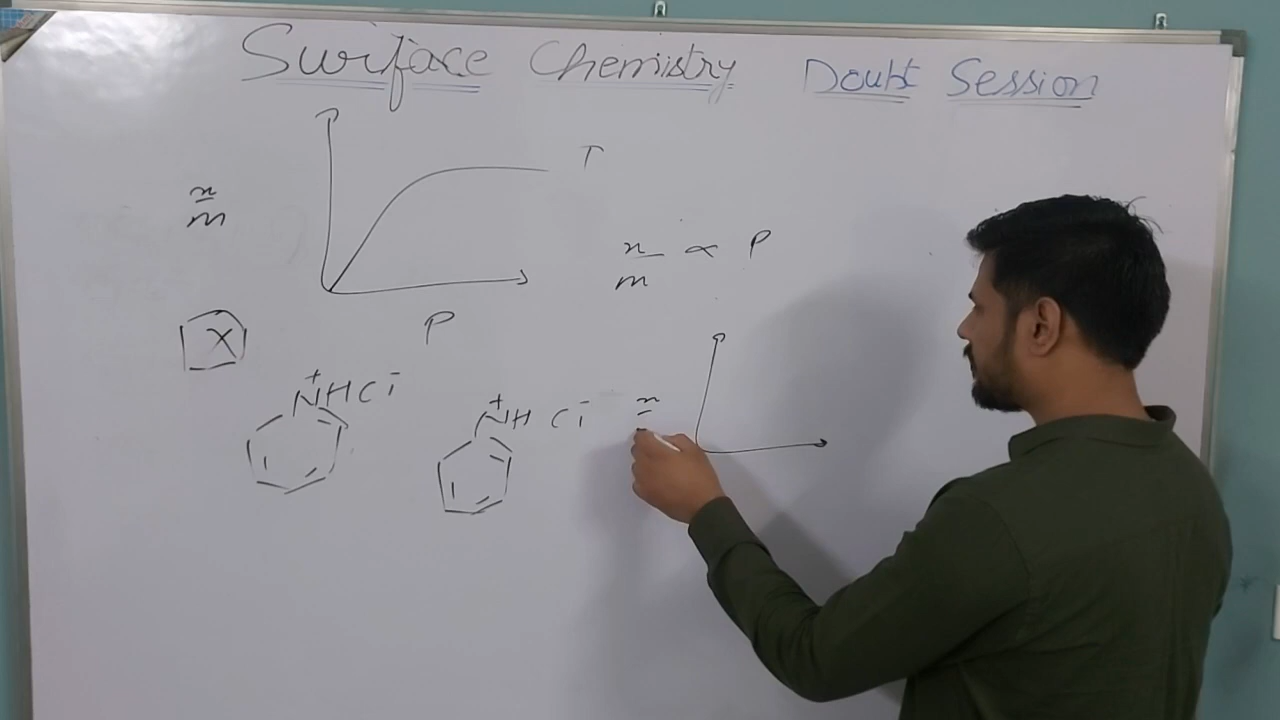 Surface Chemistry Doubt Session
T
x
m
x ∝ P
m
P
X
+
NHCl-
+
NH Cl-
x